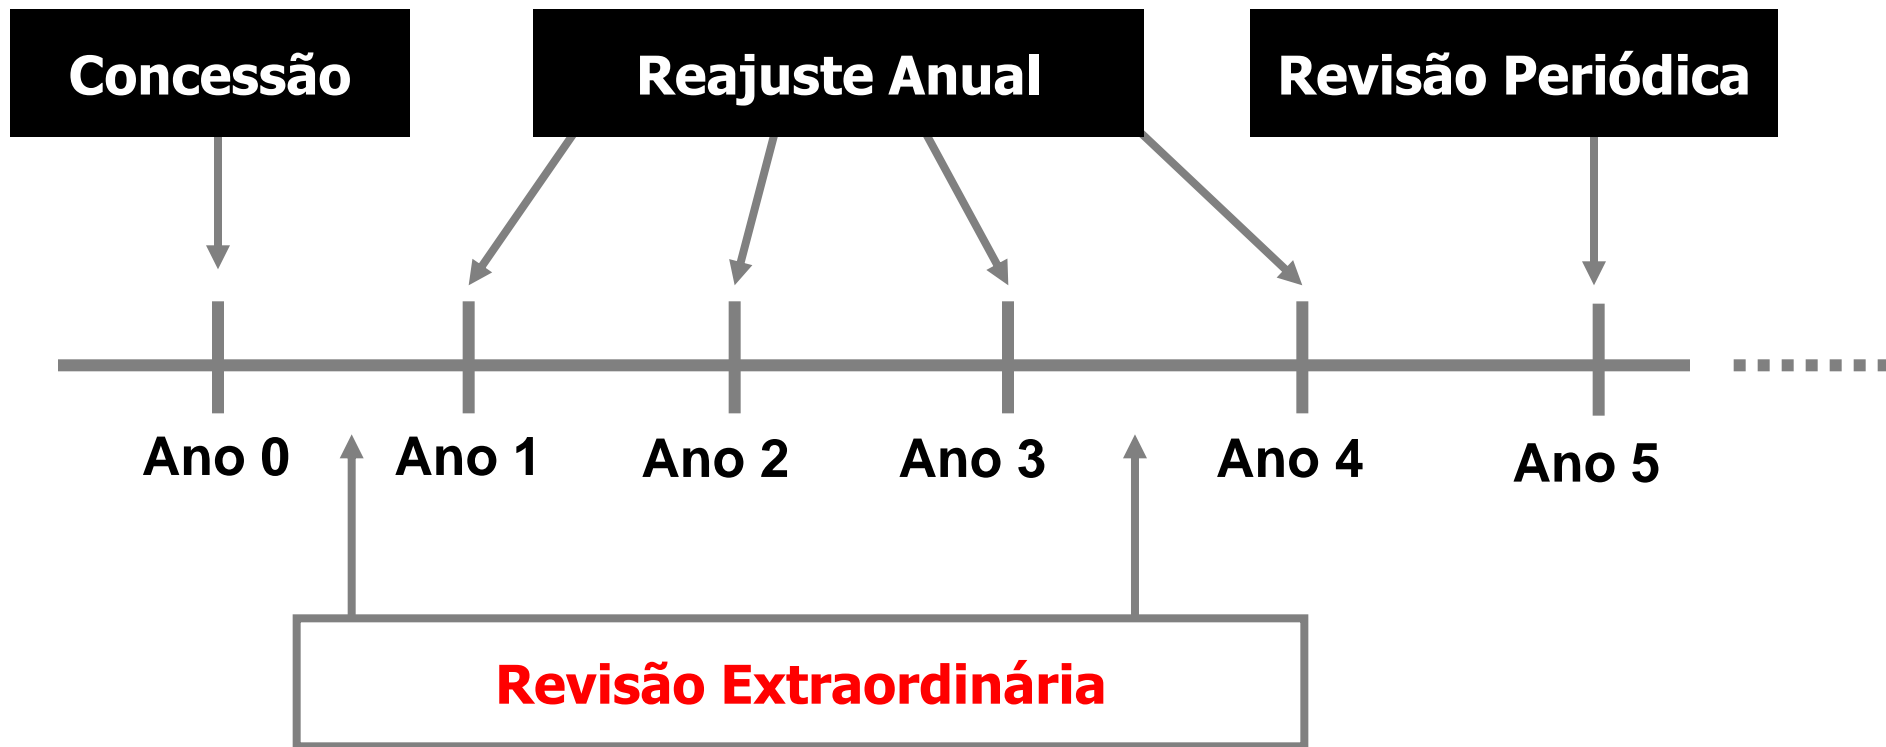 Concessão
Reajuste Anual
Revisão Periódica
Ano 0
Ano 1
Ano 2
Ano 3
Ano 4
Ano 5
Revisão Extraordinária